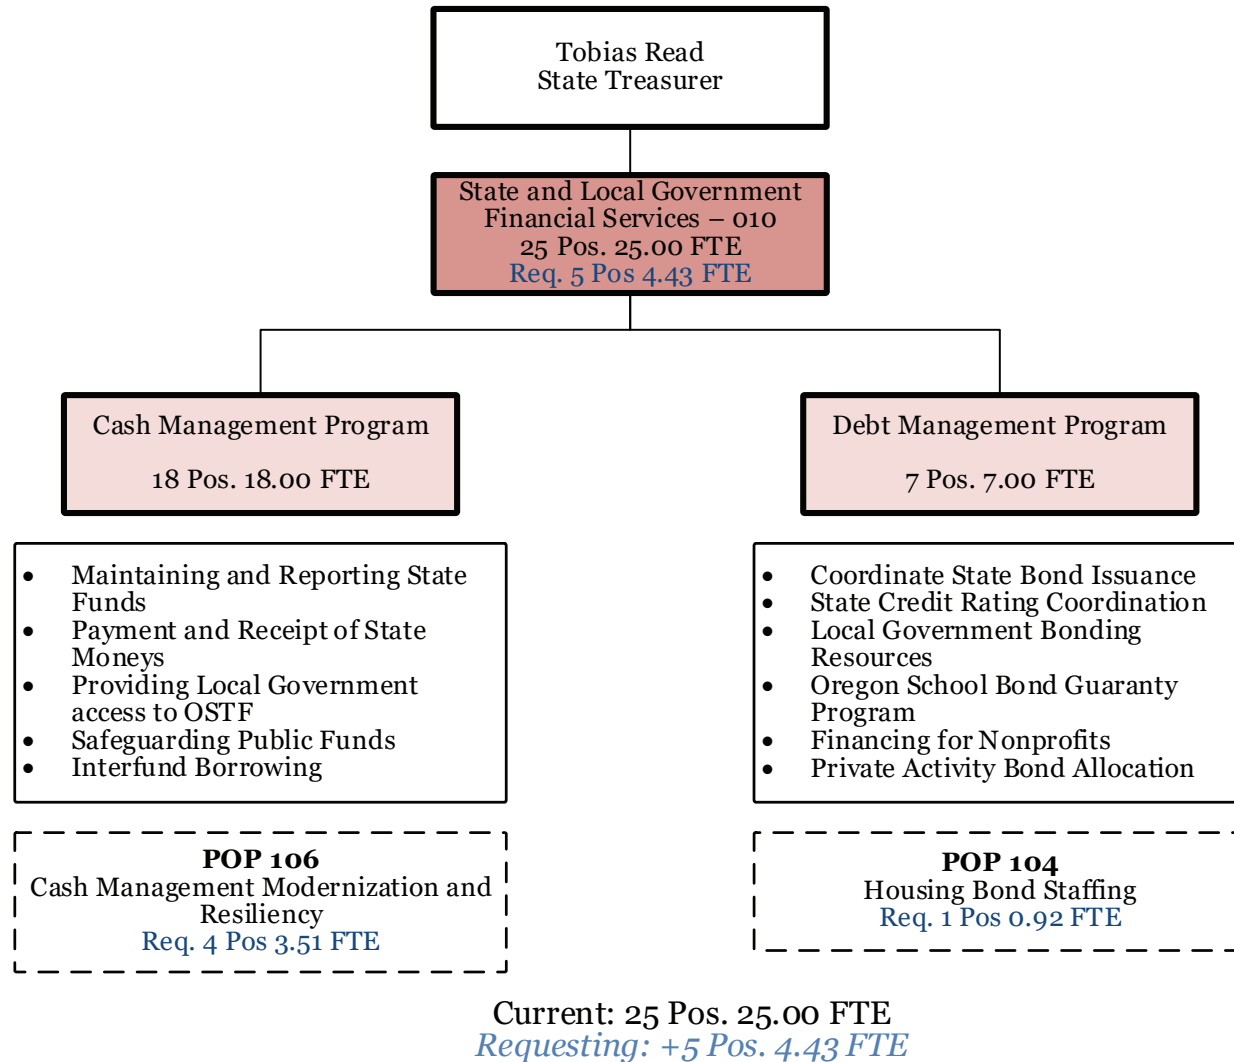 Tobias Read
State Treasurer
State and Local Government
Financial Services – 010
25 Pos. 25.00 FTE
Req. 5 Pos 4.43 FTE
Cash Management Program
18 Pos. 18.00 FTE
Debt Management Program
7 Pos. 7.00 FTE
• Maintaining and Reporting State
Funds
• Payment and Receipt of State
Moneys
• Providing Local Government
access to OSTF
• Safeguarding Public Funds
• Interfund Borrowing
• Coordinate State Bond Issuance
• State Credit Rating Coordination
• Local Government Bonding
Resources
• Oregon School Bond Guaranty
Program
• Financing for Nonprofits
• Private Activity Bond Allocation
POP 106
Cash Management Modernization and
Resiliency
Req. 4 Pos 3.51 FTE
POP 104
Housing Bond Staffing
Req. 1 Pos 0.92 FTE
Current: 25 Pos. 25.00 FTE
Requesting: +5 Pos. 4.43 FTE